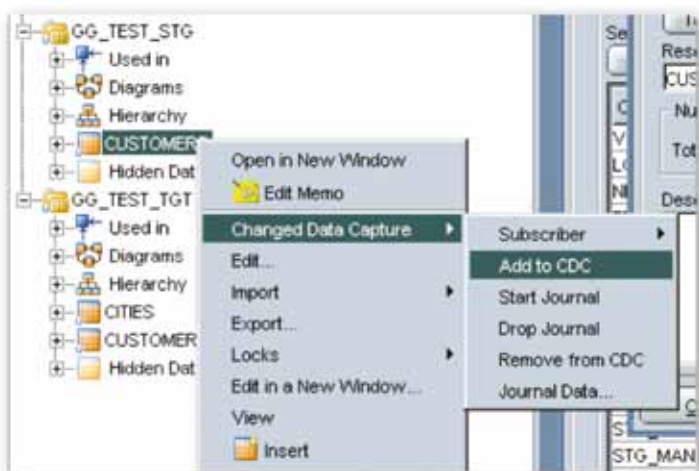 GG_TEST_STG
Used in
Diagrams
Hierarchy
CUSTOMER
Hidden Dat
GG_TEST_TGT
Used in
Diagrams
Hierarchy
CITIES
CUSTOMER
Hidden Dat
Open in New Window
Edit Memo
Changed Data Capture
Edit...
Import
Export...
Locks
Edit in a New Window...
View
Insert
Subscriber
Add to CDC
Start Journal
Drop Journal
Remove from CDC
Journal Data...
Se
Rese
CUS
Nu
Tot
Des
STG_MAN